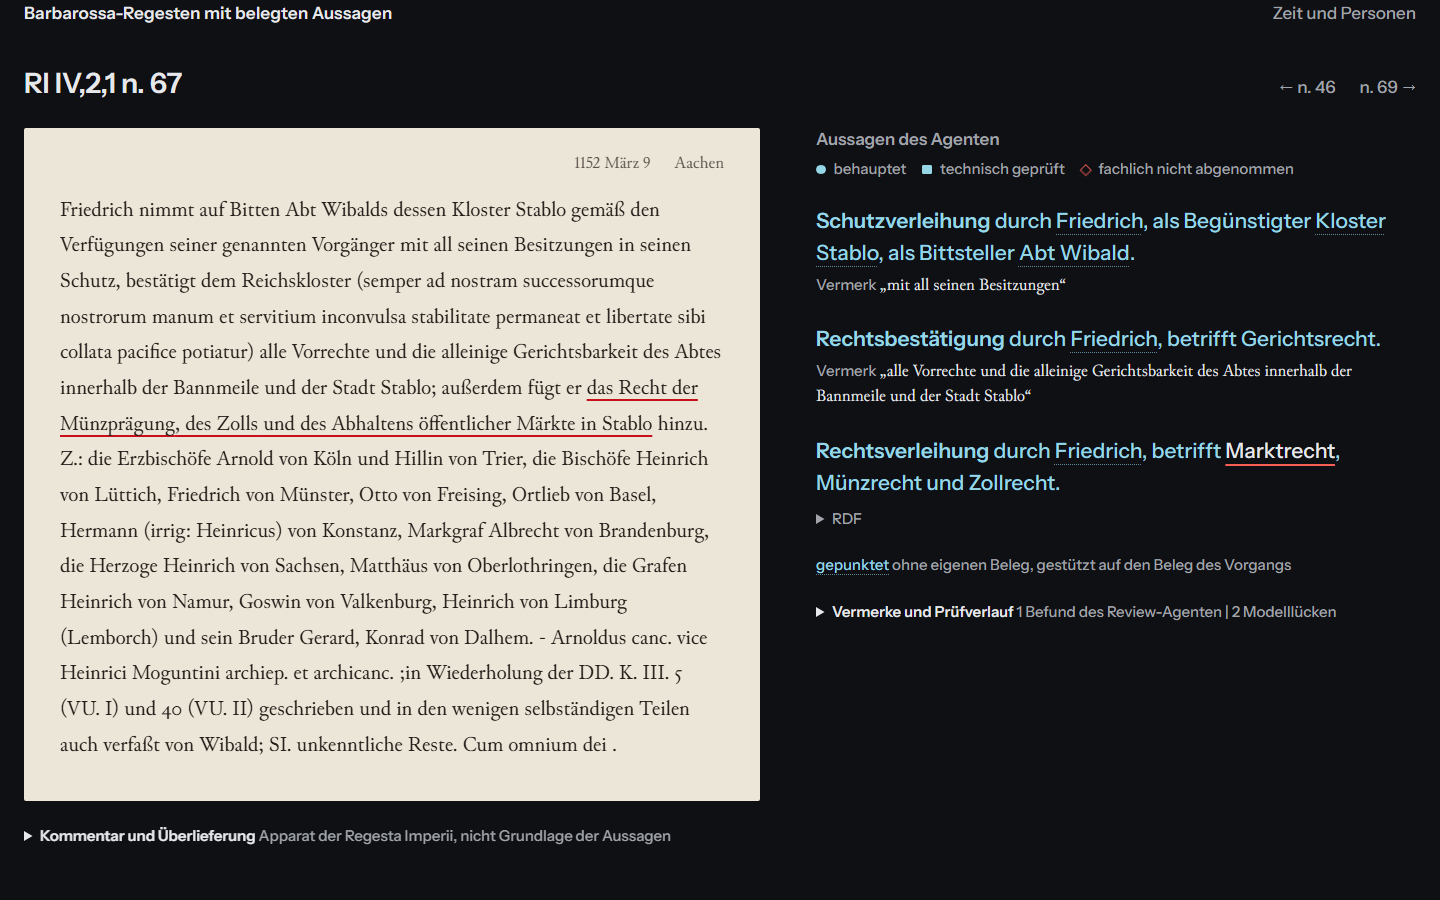 Barbarossa-Regesten mit belegten Aussagen
Zeit und Personen
RI IV,2,1 n. 67
← n. 46 n. 69 →
1152 März 9 Aachen
Friedrich nimmt auf Bitten Abt Wibalds dessen Kloster Stablo gemäß den
Verfügungen seiner genannten Vorgänger mit all seinen Besitzungen in seinen
Schutz, bestätigt dem Reichskloster (semper ad nostram successorumque
nostrorum manum et servitium inconvulsa stabilitate permaneat et libertate sibi
collata pacifice potiatur) alle Vorrechte und die alleinige Gerichtsbarkeit des Abtes
innerhalb der Bannmeile und der Stadt Stablo; außerdem fügt er das Recht der
Münzprägung, des Zolls und des Abhaltens öffentlicher Märkte in Stablo hinzu.
Z.: die Erzbischöfe Arnold von Köln und Hillin von Trier, die Bischöfe Heinrich
von Lüttich, Friedrich von Münster, Otto von Freising, Ortlieb von Basel,
Hermann (irrig: Heinricus) von Konstanz, Markgraf Albrecht von Brandenburg,
die Herzoge Heinrich von Sachsen, Matthäus von Oberlothringen, die Grafen
Heinrich von Namur, Goswin von Valkenburg, Heinrich von Limburg
(Lemborch) und sein Bruder Gerard, Konrad von Dalhem. - Arnoldus canc. vice
Heinrici Moguntini archiep. et archicanc. ;in Wiederholung der DD. K. III. 5
(VU. I) und 40 (VU. II) geschrieben und in den wenigen selbständigen Teilen
auch verfaßt von Wibald; SI. unkenntliche Reste. Cum omnium dei .
▶ Kommentar und Überlieferung Apparat der Regesta Imperii, nicht Grundlage der Aussagen
Aussagen des Agenten
behauptet technisch geprüft fachlich nicht abgenommen
Schutzverleihung durch Friedrich, als Begünstigter Kloster
Stablo, als Bittsteller Abt Wibald.
Vermerk „mit all seinen Besitzungen“
Rechtsbestätigung durch Friedrich, betrifft Gerichtsrecht.
Vermerk „alle Vorrechte und die alleinige Gerichtsbarkeit des Abtes innerhalb der
Bannmeile und der Stadt Stablo“
Rechtsverleihung durch Friedrich, betrifft Marktrecht,
Münzrecht und Zollrecht.
▶ RDF
gepunktet ohne eigenen Beleg, gestützt auf den Beleg des Vorgangs
▶ Vermerke und Prüfverlauf 1 Befund des Review-Agenten | 2 Modelllücken